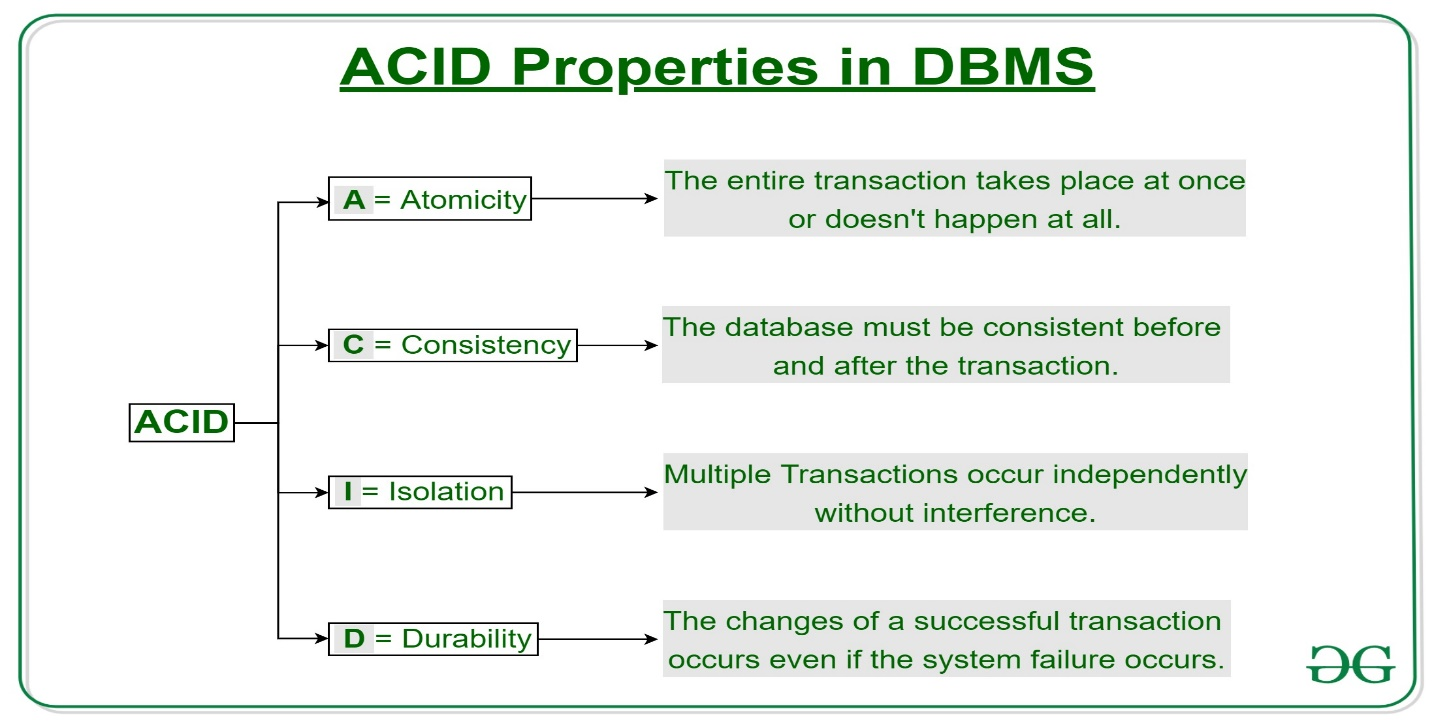 ACID Properties in DBMS
A = Atomicity
The entire transaction takes place at once
or doesn't happen at all.
C = Consistency
The database must be consistent before
and after the transaction.
ACID
I = Isolation
Multiple Transactions occur independently
without interference.
D = Durability
The changes of a successful transaction
occurs even if the system failure occurs.